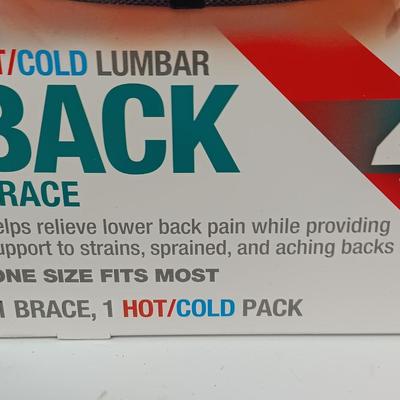 T/COLD LUMBAR
BACK
RACE
elps relieve lower back pain while providing
upport to strains, sprained, and aching backs
ONE SIZE FITS MOST
1 BRACE, 1 HOT/COLD PACK